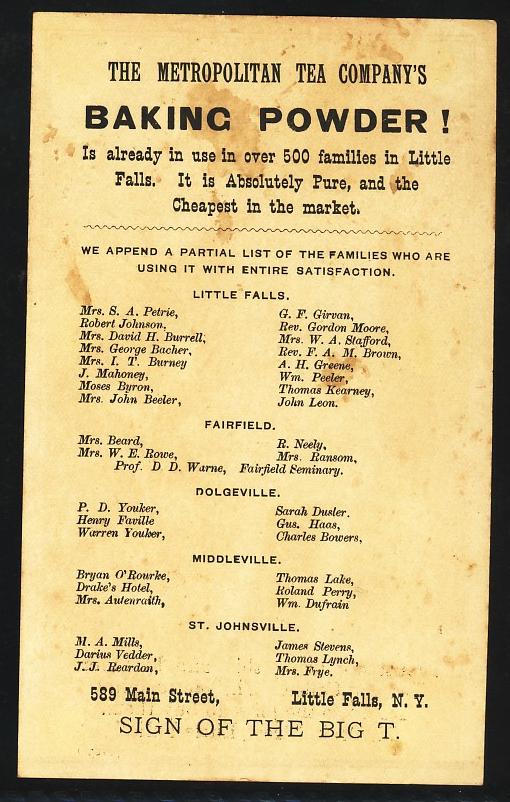 THE METROPOLITAN TEA COMPANY'S
BAKING POWDER!
Is already in use in over 500 families in Little
Falls. It is Absolutely Pure, and the
Cheapest in the market.
WE APPEND A PARTIAL LIST OF THE FAMILIES WHO ARE
USING IT WITH ENTIRE SATISFACTION.
LITTLE FALLS.
Mrs. S. A. Petrie,
Robert Johnson,
Mrs. David H. Burrell,
Mrs. George Bacher,
Mrs. I. T. Burney
J. Mahoney,
Moses Byron,
Mrs. John Beeler,
G. F. Girvan,
Rev. Gordon Moore,
Mrs. W. A. Stafford,
Rev. F. A. M. Brown,
A. H. Greene,
Wm. Peeler,
Thomas Kearney,
John Leon.
FAIRFIELD.
Mrs. Beard,
Mrs. W. E. Rowe,
R. Neely,
Mrs. Ransom,
Prof. D D. Warne, Fairfield Seminary.
DOLGEVILLE.
P. D. Youker,
Henry Faville
Warren Youker,
Sarah Dusler.
Gus. Haas,
Charles Bowers,
MIDDLEVILLE.
Bryan O'Rourke,
Drake's Hotel,
Mrs. Autenraith,
Thomas Lake,
Roland Perry,
Wm. Dufrain
ST. JOHNSVILLE.
M. A. Mills,
Darius Vedder,
J. J. Reardon,
James Stevens,
Thomas Lynch,
Mrs. Frye.
589 Main Street, Little Falls, N. Y.
SIGN OF THE BIG T.